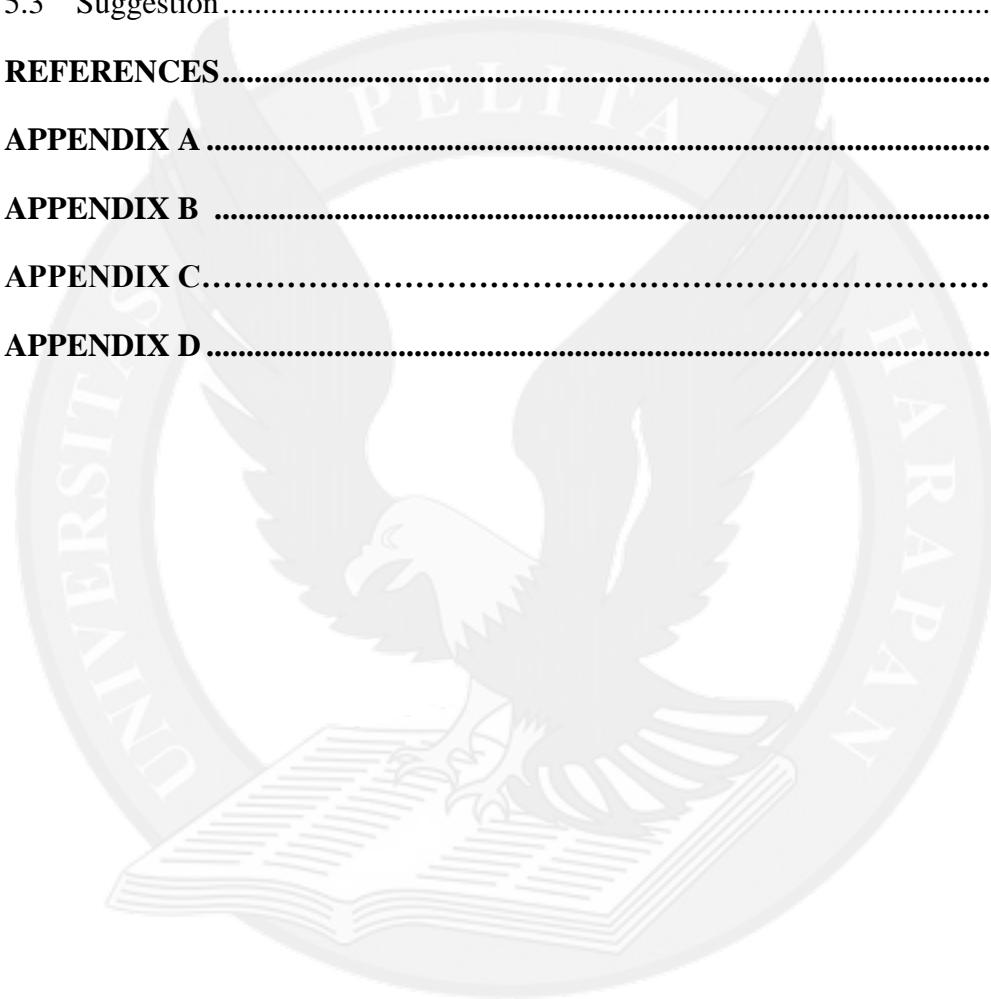 5.3 Suggestion..........................................................................................
REFERENCES..........................................................................................
APPENDIX A ..........................................................................................
APPENDIX B ..........................................................................................
APPENDIX C…………………………………………………………………
APPENDIX D ..........................................................................................
UNIVERSITAS PELITA HARAPAN